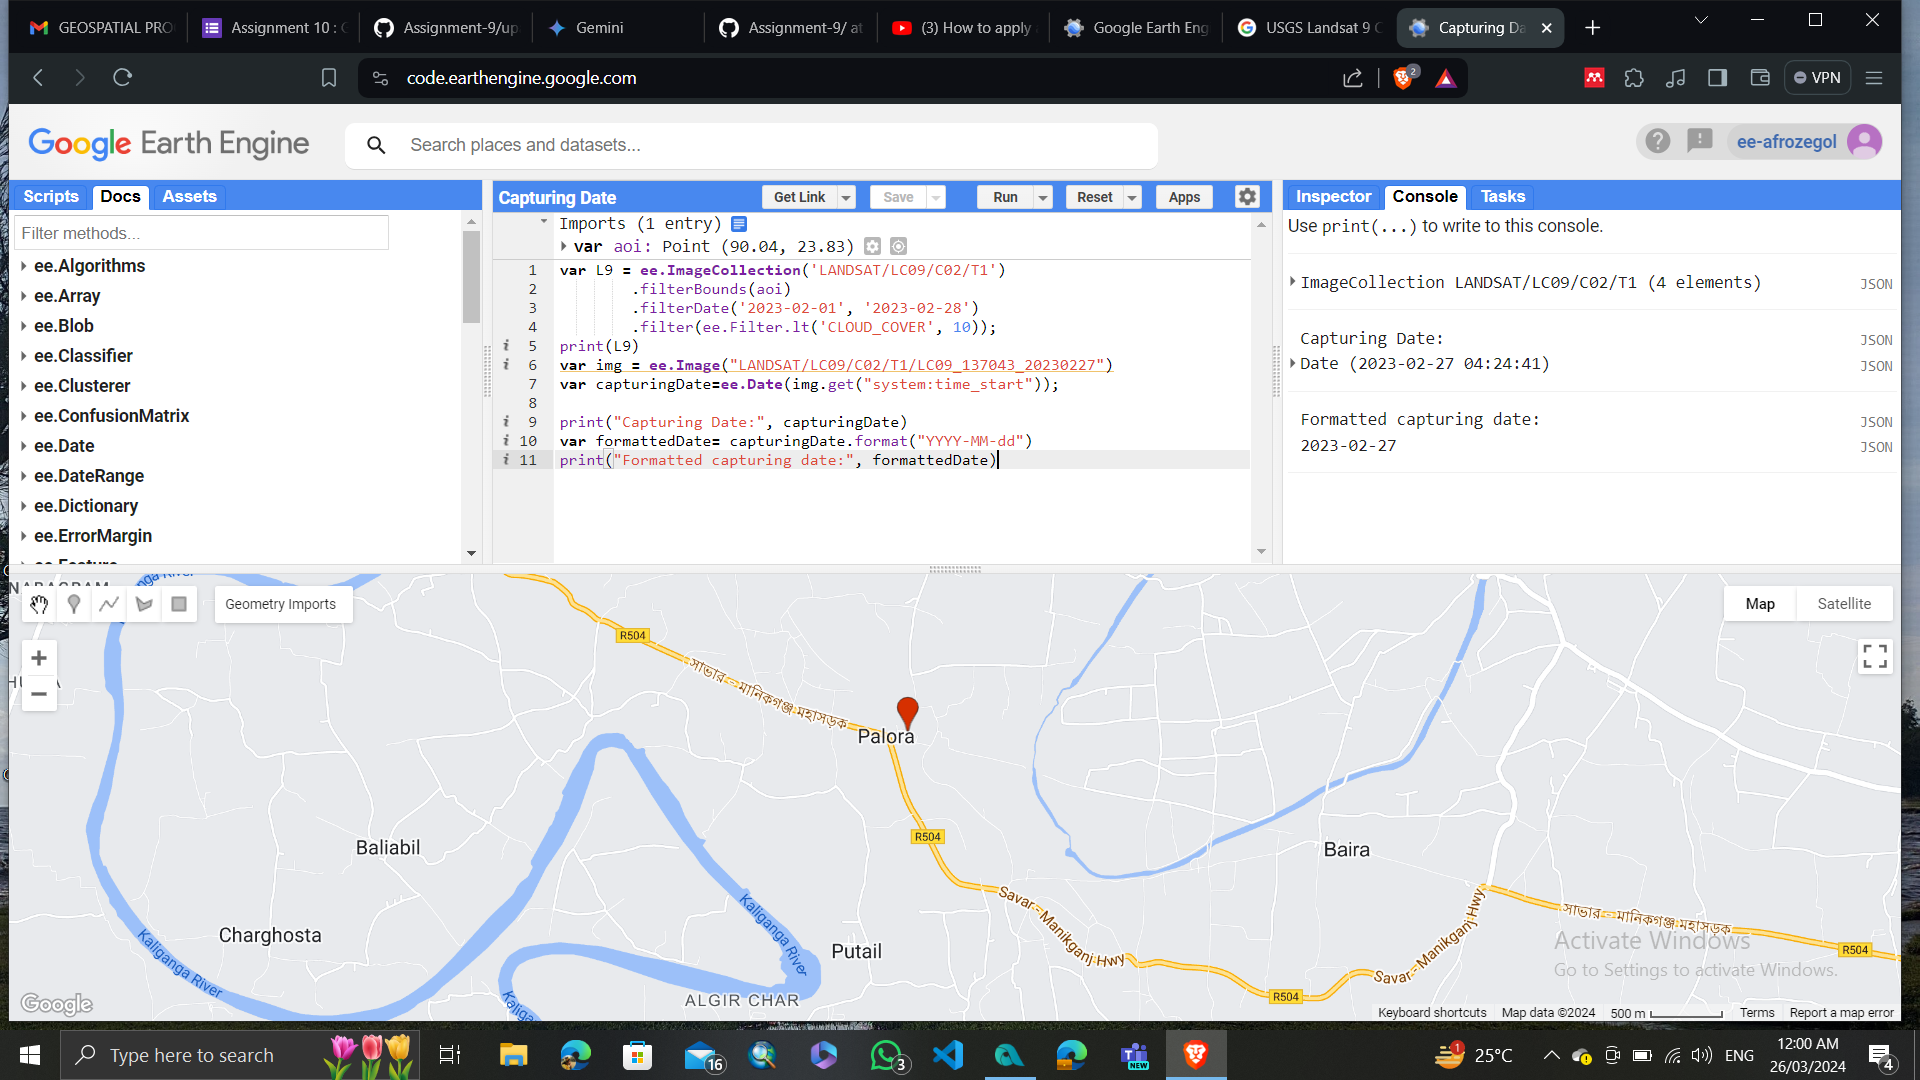 GEOSPATIAL PRO
Assignment 10 : G
Assignment-9/up
Gemini
Assignment-9/ at
(3) How to apply
Google Earth Eng
USGS Landsat 9 C
Capturing Da
code.earthengine.google.com
2
VPN
Google Earth Engine
Search places and datasets...
ee-afrozegol
Scripts
Docs
Assets
Filter methods...
ee.Algorithms
ee.Array
ee.Blob
ee.Classifier
ee.Clusterer
ee.ConfusionMatrix
ee.Date
ee.DateRange
ee.Dictionary
ee.ErrorMargin
ee.Feature
Capturing Date
Get Link
Save
Run
Reset
Apps
Imports (1 entry)
var aoi: Point (90.04, 23.83)
1 var L9 = ee.ImageCollection('LANDSAT/LC09/C02/T1')
2 .filterBounds(aoi)
3 .filterDate('2023-02-01', '2023-02-28')
4 .filter(ee.Filter.lt('CLOUD_COVER', 10));
i 5 print(L9)
i 6 var img = ee.Image("LANDSAT/LC09/C02/T1/LC09_137043_20230227")
7 var capturingDate=ee.Date(img.get("system:time_start"));
8
i 9 print("Capturing Date:", capturingDate)
i 10 var formattedDate= capturingDate.format("YYYY-MM-dd")
i 11 print("Formatted capturing date:", formattedDate)
Inspector
Console
Tasks
Use print(...) to write to this console.
ImageCollection LANDSAT/LC09/C02/T1 (4 elements)
JSON
Capturing Date:
JSON
Date (2023-02-27 04:24:41)
JSON
Formatted capturing date:
JSON
2023-02-27
JSON
Kaliganga River
Geometry Imports
Map
Satellite
R504
সাভার - মানিকগঞ্জ মহাসড়ক
Palora
R504
Baliabil
Baira
Charghosta
Kaliganga River
Kaliganga River
Putail
Savar - Manikganj Hwy
Savar - Manikganj Hwy
সাভার - মানিকগঞ্জ মহাসড়ক
R504
Activate Windows
Go to Settings to activate Windows.
ALGIR CHAR
R504
Google
Keyboard shortcuts
Map data ©2024
500 m
Terms
Report a map error
Type here to search
16
3
NEW
1
25°C
ENG
12:00 AM
26/03/2024
4